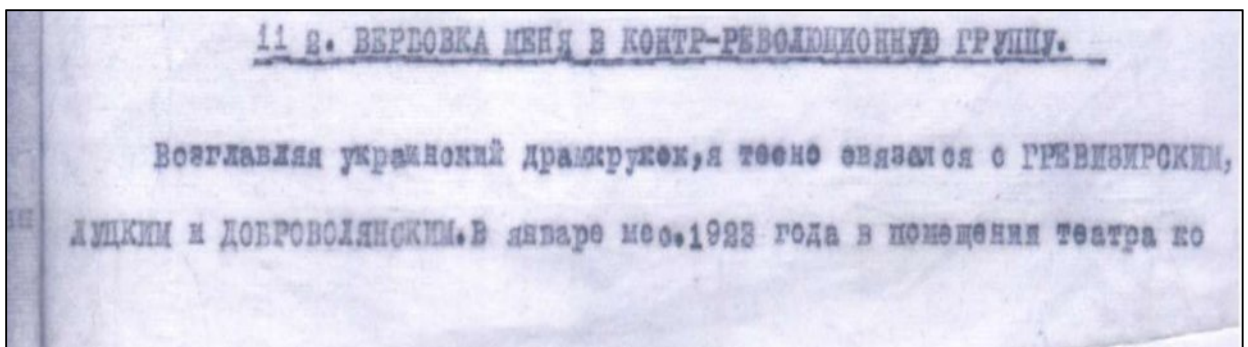 11 г. ВЕРБОВКА МЕНЯ В КОНТР-РЕВОЛЮЦИОННУЮ ГРУППУ.
Возглавляя украинский драмкружок,я тесно связался с ГРЕВИЗИРСКИМ,
ЛУЦКИМ и ДОБРОВОЛЯНСКИМ.В январе мес.1923 года в помещения театра ко